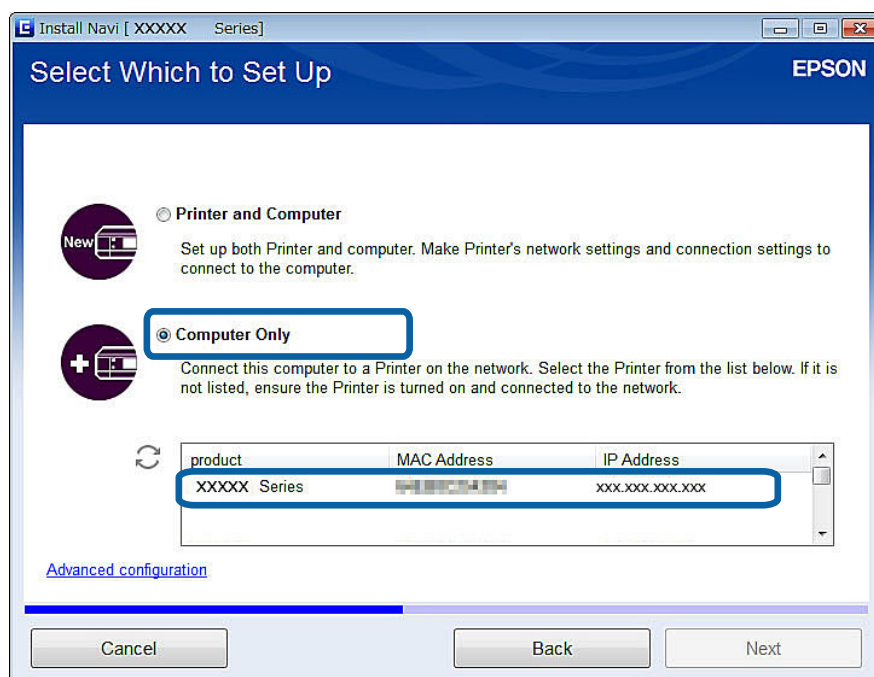 Install Navi [ XXXXX Series]
Select Which to Set Up
EPSON
New
Printer and Computer
Set up both Printer and computer. Make Printer's network settings and connection settings to
connect to the computer.
Computer Only
Connect this computer to a Printer on the network. Select the Printer from the list below. If it is
not listed, ensure the Printer is turned on and connected to the network.
product MAC Address IP Address
XXXXX Series xxx.xxx.xxx.xxx
Advanced configuration
Cancel Back Next